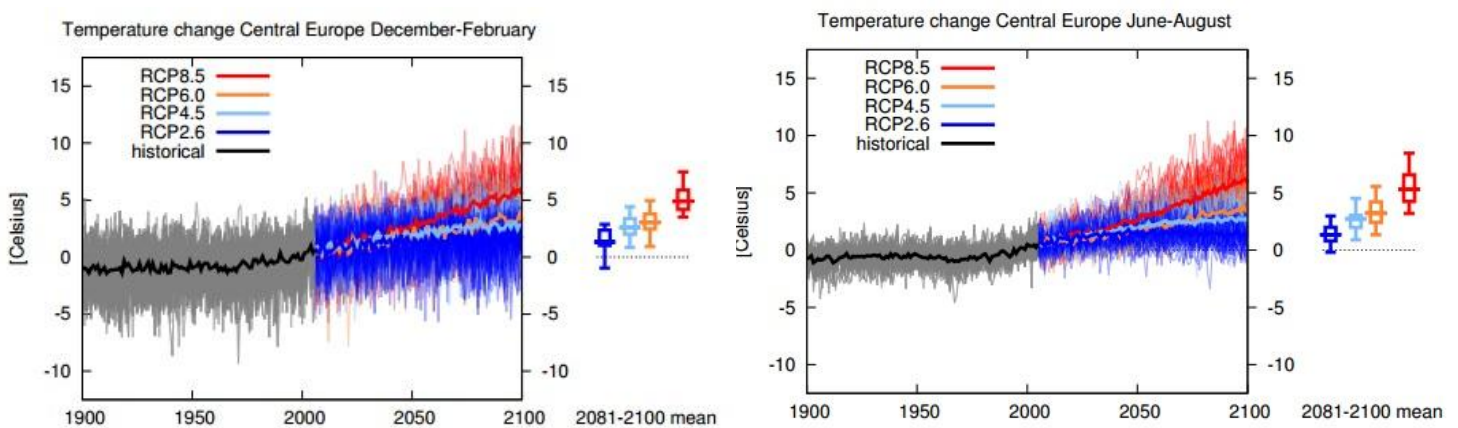 Temperature change Central Europe December-February
[Celsius]
15
10
5
0
-5
-10
RCP8.5
RCP6.0
RCP4.5
RCP2.6
historical
15
10
5
0
-5
-10
1900
1950
2000
2050
2100
2081-2100 mean
Temperature change Central Europe June-August
[Celsius]
15
10
5
0
-5
-10
RCP8.5
RCP6.0
RCP4.5
RCP2.6
historical
15
10
5
0
-5
-10
1900
1950
2000
2050
2100
2081-2100 mean